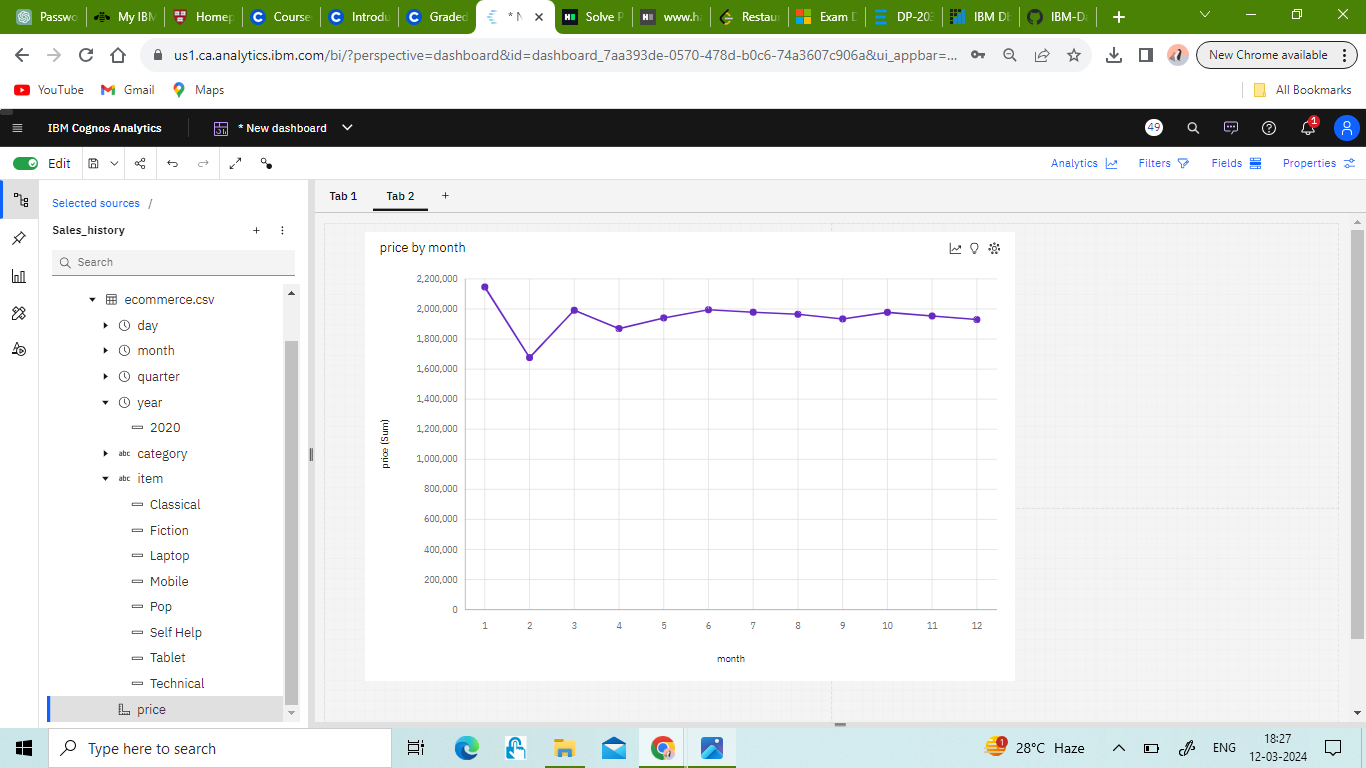 Passwo
My IBM
Homep
Course
Introdu
Graded
* N
Solve P
www.ha
Restau
Exam D
DP-203
IBM Db
IBM-Da
us1.ca.analytics.ibm.com/bi/?perspective=dashboard&id=dashboard_7aa393de-0570-478d-b0c6-74a3607c906a&ui_appbar=...
New Chrome available
YouTube
Gmail
Maps
All Bookmarks
IBM Cognos Analytics
* New dashboard
49
1
Edit
Analytics
Filters
Fields
Properties
Selected sources /
Sales_history
Search
ecommerce.csv
day
month
quarter
year
2020
abc category
abc item
Classical
Fiction
Laptop
Mobile
Pop
Self Help
Tablet
Technical
price
Tab 1
Tab 2
price by month
2,200,000
2,000,000
1,800,000
1,600,000
1,400,000
1,200,000
1,000,000
800,000
600,000
400,000
200,000
0
price (Sum)
1 2 3 4 5 6 7 8 9 10 11 12
month
Type here to search
1
28°C Haze
ENG
18:27
12-03-2024